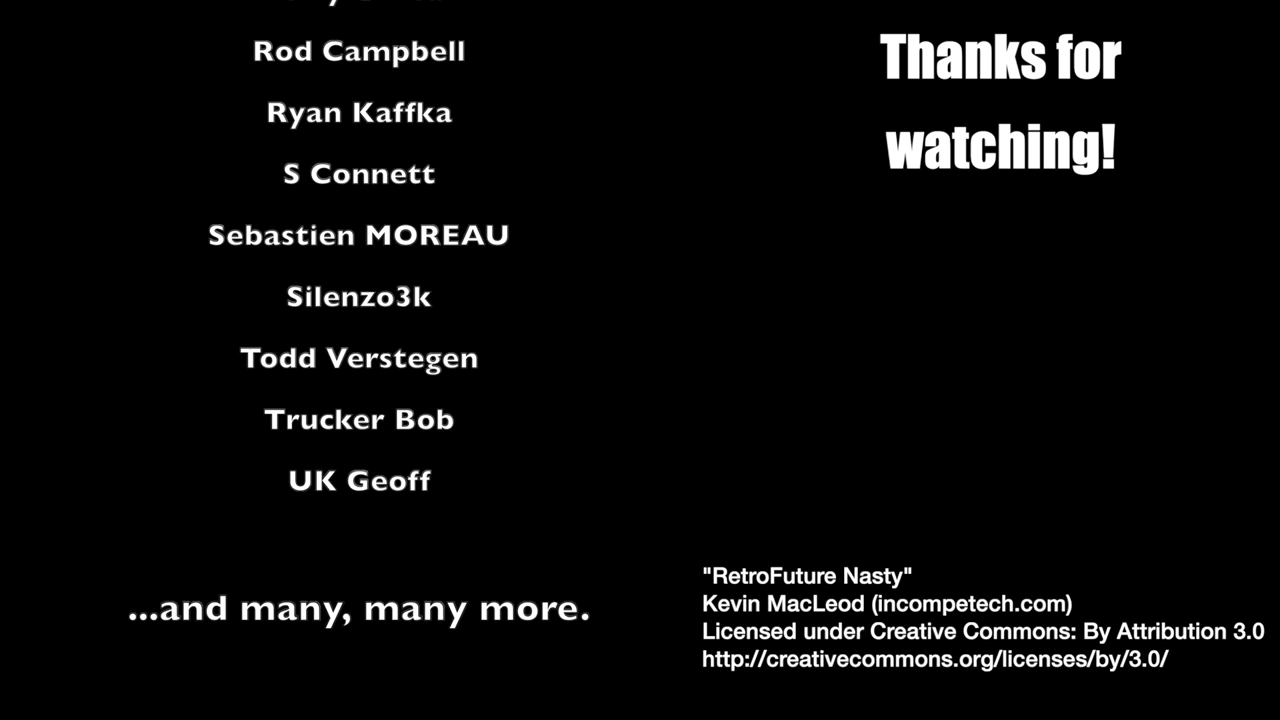 Rod Campbell
Ryan Kaffka
S Connett
Sebastien MOREAU
Silenzo3k
Todd Verstegen
Trucker Bob
UK Geoff
...and many, many more.
Thanks for
watching!
"RetroFuture Nasty"
Kevin MacLeod (incompetech.com)
Licensed under Creative Commons: By Attribution 3.0
http://creativecommons.org/licenses/by/3.0/